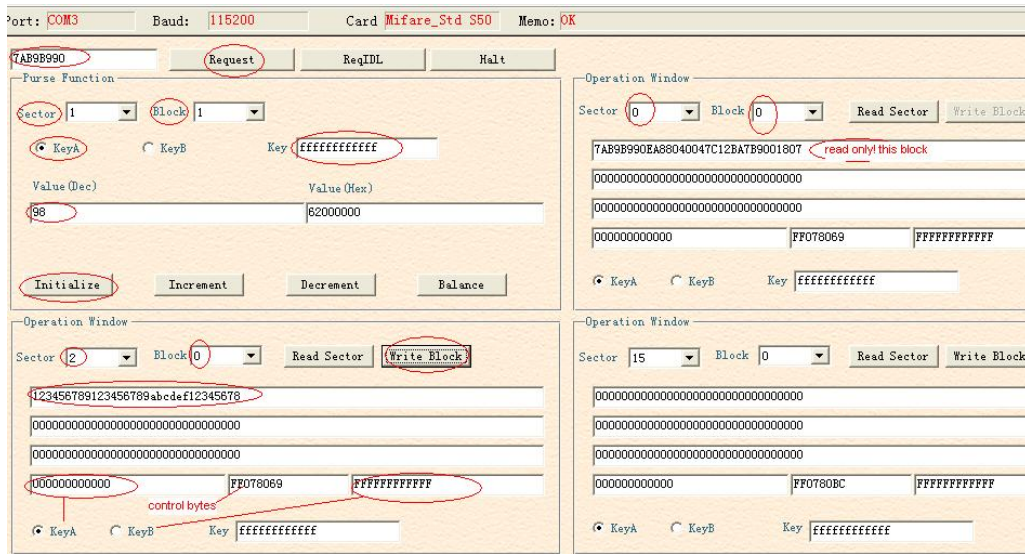 Port: COM3 Baud: 115200 Card Mifare_Std S50 Memo: OK
7AB9B990 Request ReqIDL Halt
Purse Function
Sector 1 Block 1
KeyA KeyB Key ffffffffffff
Value(Dec) Value(Hex)
98 62000000
Initialize Increment Decrement Balance
Operation Window
Sector 0 Block 0 Read Sector Write Block
7AB9B990EA88040047C12BA7B9001807 read only! this block
00000000000000000000000000000000
00000000000000000000000000000000
000000000000 FF078069 FFFFFFFFFFFF
KeyA KeyB Key ffffffffffff
Operation Window
Sector 2 Block 0 Read Sector Write Block
123456789123456789abcdef12345678
00000000000000000000000000000000
00000000000000000000000000000000
000000000000 FF078069 FFFFFFFFFFFF
control bytes
KeyA KeyB Key ffffffffffff
Operation Window
Sector 15 Block 0 Read Sector Write Block
00000000000000000000000000000000
00000000000000000000000000000000
00000000000000000000000000000000
000000000000 FF0780BC FFFFFFFFFFFF
KeyA KeyB Key ffffffffffff